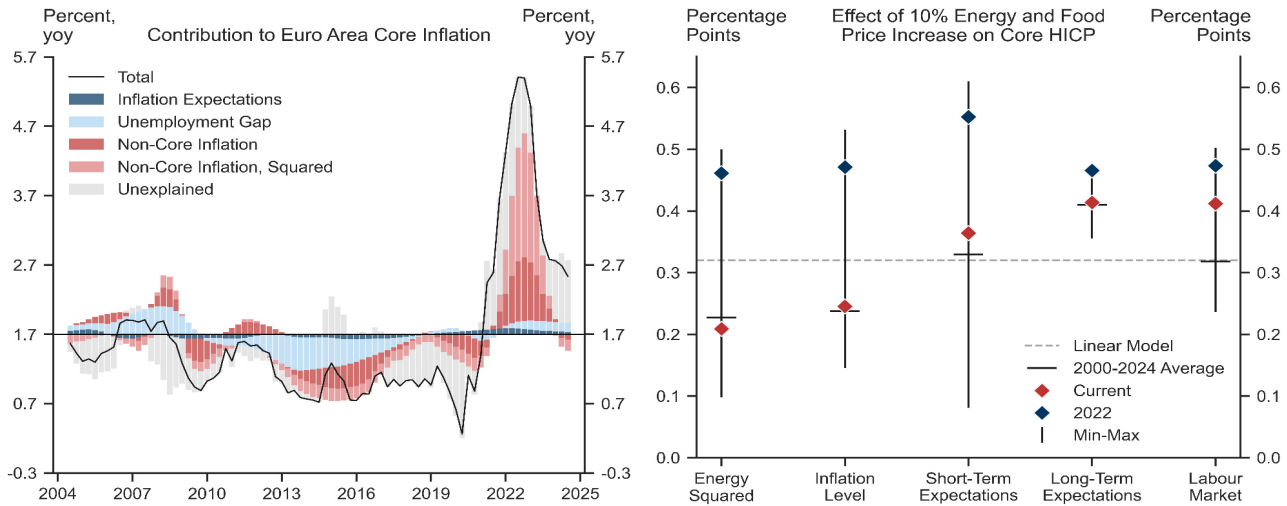 Percent,
yoy
Contribution to Euro Area Core Inflation
Percent,
yoy
5.7
4.7
3.7
2.7
1.7
0.7
-0.3
5.7
4.7
3.7
2.7
1.7
0.7
-0.3
Total
Inflation Expectations
Unemployment Gap
Non-Core Inflation
Non-Core Inflation, Squared
Unexplained
2004 2007 2010 2013 2016 2019 2022 2025
Percentage
Points
Effect of 10% Energy and Food
Price Increase on Core HICP
Percentage
Points
0.6
0.5
0.4
0.3
0.2
0.1
0.0
0.6
0.5
0.4
0.3
0.2
0.1
0.0
Linear Model
2000-2024 Average
Current
2022
Min-Max
Energy
Squared
Inflation
Level
Short-Term
Expectations
Long-Term
Expectations
Labour
Market